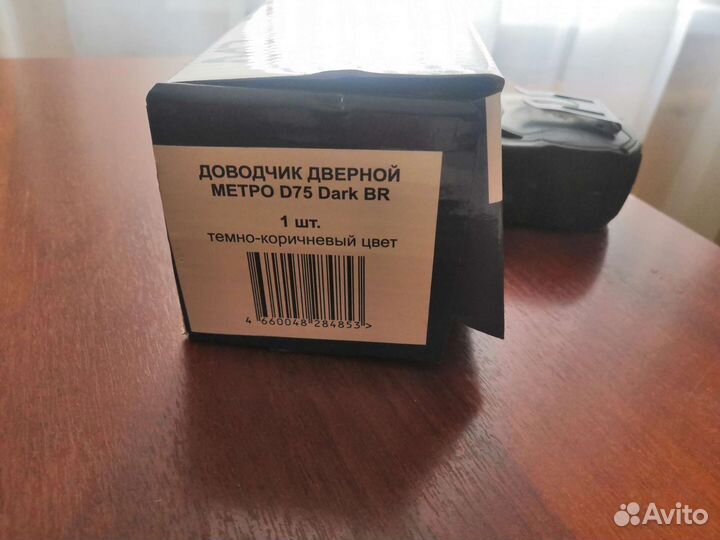 ДОВОДЧИК ДВЕРНОЙ
МЕТРО D75 Dark BR
1 шт.
темно-коричневый цвет
4 660048 284853 >
Avito